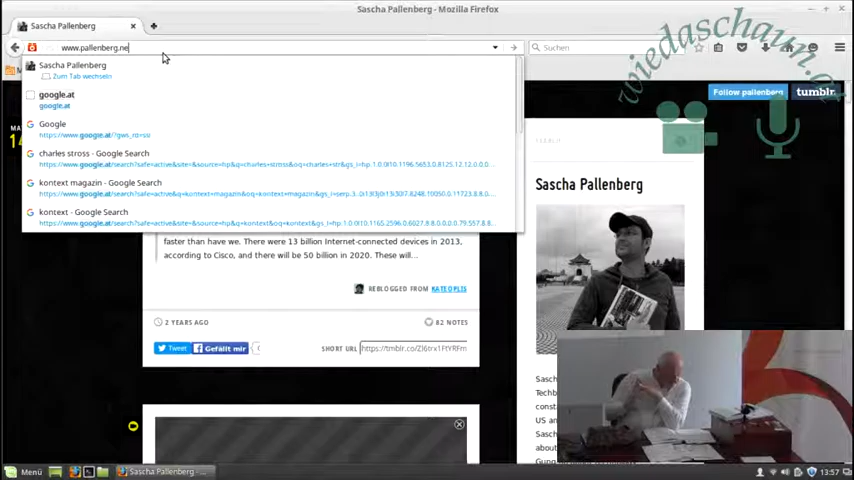 Sascha Pallenberg - Mozilla Firefox
Sascha Pallenberg
www.pallenberg.ne
Suchen
Sascha Pallenberg
Zum Tab wechseln
google.at
google.at
Google
https://www.google.at/?gws_rd=ssl
charles stross - Google Search
kontext magazin - Google Search
kontext - Google Search
wiedaschaun.at
Follow pallenberg
tumblr.
Sascha Pallenberg
faster than have we. There were 13 billion Internet-connected devices in 2013,
according to Cisco, and there will be 50 billion in 2020. These will...
REBLOGGED FROM KATEOPLIS
2 YEARS AGO
82 NOTES
Tweet
Gefällt mir
SHORT URL
Menü
Sascha Pallenberg - ...
13:57